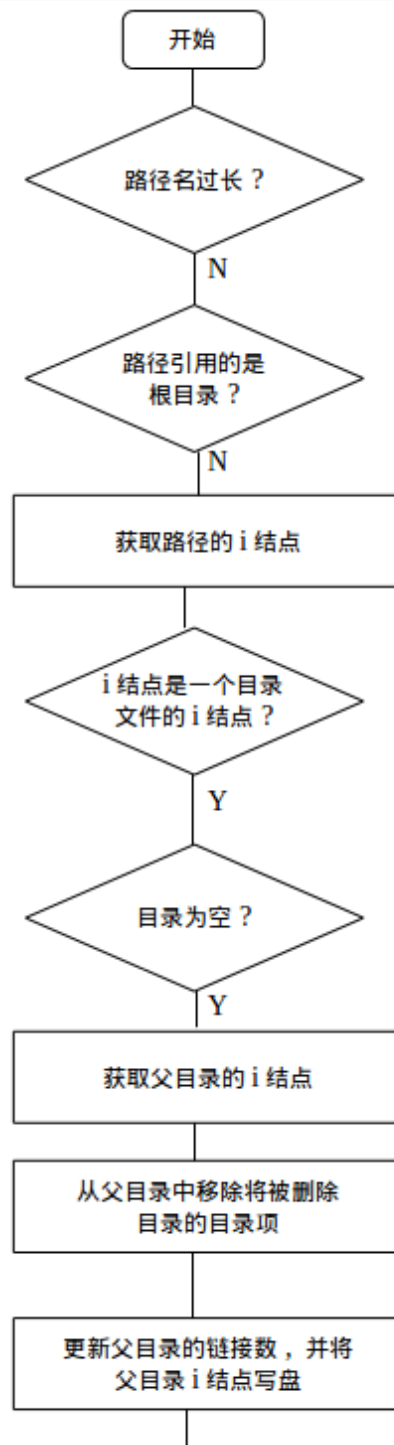 开始
路径名过长？
N
路径引用的是
根目录？
N
获取路径的 i 结点
i 结点是一个目录
文件的 i 结点？
Y
目录为空？
Y
获取父目录的 i 结点
从父目录中移除将被删除
目录的目录项
更新父目录的链接数，并将
父目录 i 结点写盘